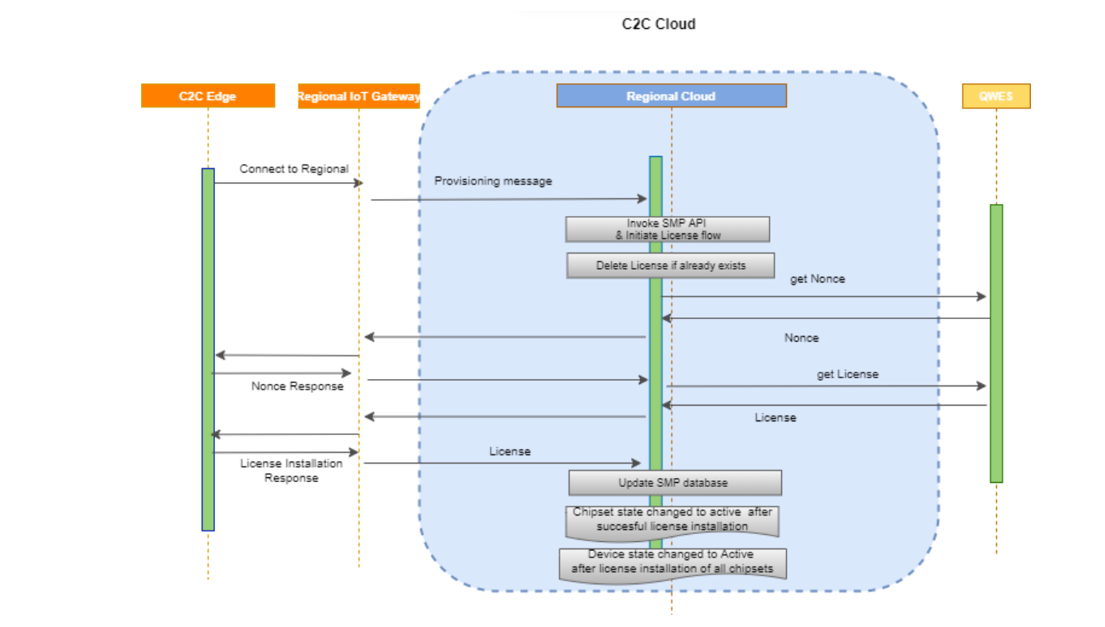 C2C Cloud
C2C Edge
Regional IoT Gateway
Regional Cloud
QWES
Connect to Regional
Provisioning message
Invoke SMP API
& Initiate License flow
Delete License if already exists
get Nonce
Nonce
Nonce Response
get License
License
License
License Installation
Response
Update SMP database
Chipset state changed to active after
succesful license installation
Device state changed to Active
after license installation of all chipsets